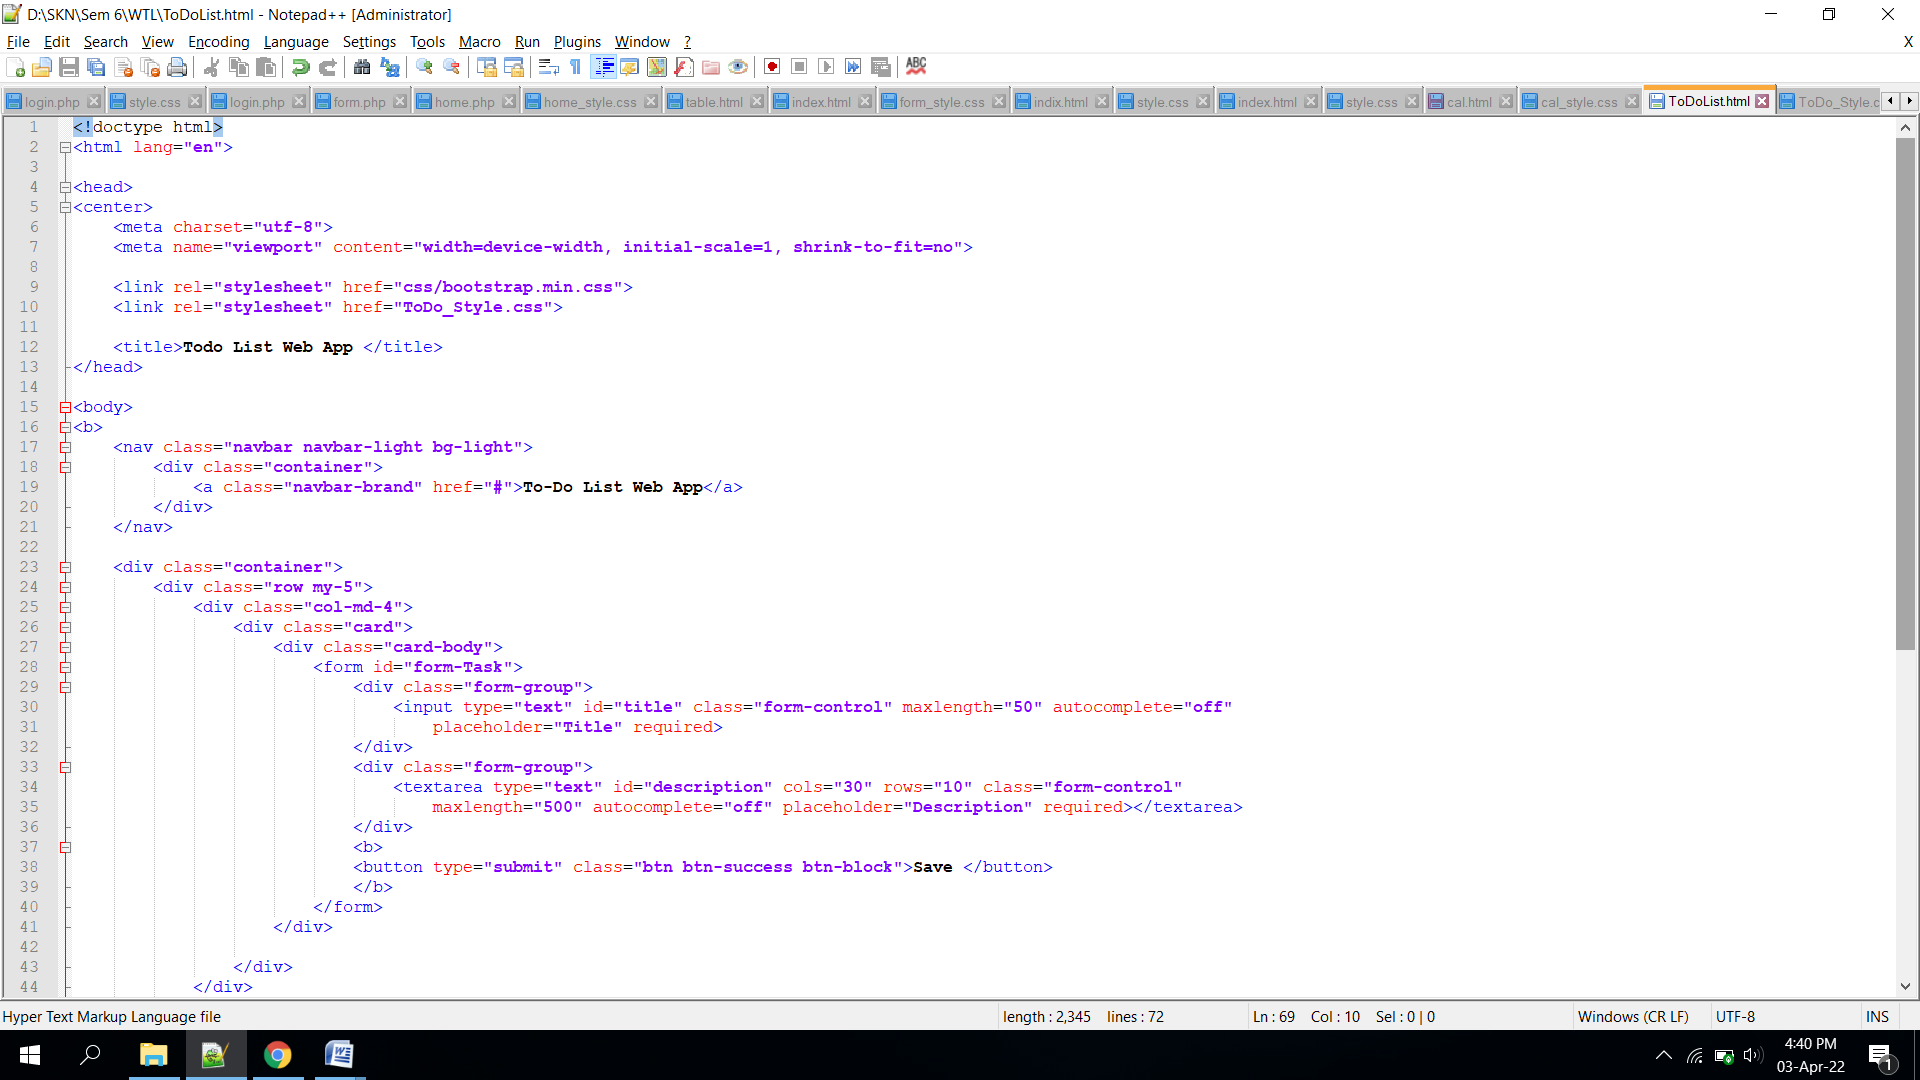 D:\SKN\Sem 6\WTL\ToDoList.html - Notepad++ [Administrator]
File Edit Search View Encoding Language Settings Tools Macro Run Plugins Window ? X
ABC
login.php style.css login.php form.php home.php home_style.css table.html index.html form_style.css indix.html style.css index.html style.css cal.html cal_style.css ToDoList.html ToDo_Style.c
1 <!doctype html>
2 <html lang="en">
3
4 <head>
5 <center>
6 <meta charset="utf-8">
7 <meta name="viewport" content="width=device-width, initial-scale=1, shrink-to-fit=no">
8
9 <link rel="stylesheet" href="css/bootstrap.min.css">
10 <link rel="stylesheet" href="ToDo_Style.css">
11
12 <title>Todo List Web App </title>
13 </head>
14
15 <body>
16 <b>
17 <nav class="navbar navbar-light bg-light">
18 <div class="container">
19 <a class="navbar-brand" href="#">To-Do List Web App</a>
20 </div>
21 </nav>
22
23 <div class="container">
24 <div class="row my-5">
25 <div class="col-md-4">
26 <div class="card">
27 <div class="card-body">
28 <form id="form-Task">
29 <div class="form-group">
30 <input type="text" id="title" class="form-control" maxlength="50" autocomplete="off"
31 placeholder="Title" required>
32 </div>
33 <div class="form-group">
34 <textarea type="text" id="description" cols="30" rows="10" class="form-control"
35 maxlength="500" autocomplete="off" placeholder="Description" required></textarea>
36 </div>
37 <b>
38 <button type="submit" class="btn btn-success btn-block">Save </button>
39 </b>
40 </form>
41 </div>
42
43 </div>
44 </div>
Hyper Text Markup Language file length : 2,345 lines : 72 Ln : 69 Col : 10 Sel : 0 | 0 Windows (CR LF) UTF-8 INS
4:40 PM
03-Apr-22
1